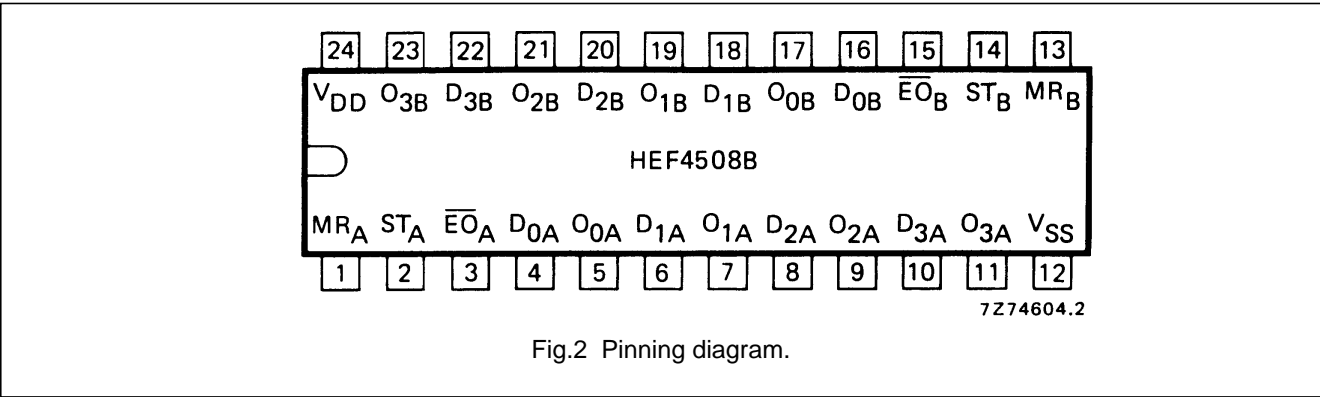 24 23 22 21 20 19 18 17 16 15 14 13
VDD O3B D3B O2B D2B O1B D1B O0B D0B E̅O̅B STB MRB
HEF4508B
MRA STA E̅O̅A D0A O0A D1A O1A D2A O2A D3A O3A VSS
1 2 3 4 5 6 7 8 9 10 11 12
7Z74604.2
Fig.2 Pinning diagram.